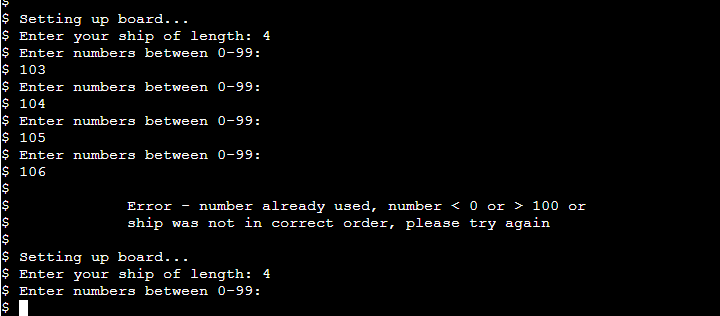 $
$ Setting up board...
$ Enter your ship of length: 4
$ Enter numbers between 0-99:
$ 103
$ Enter numbers between 0-99:
$ 104
$ Enter numbers between 0-99:
$ 105
$ Enter numbers between 0-99:
$ 106
$
$ Error - number already used, number < 0 or > 100 or
$ ship was not in correct order, please try again
$
$ Setting up board...
$ Enter your ship of length: 4
$ Enter numbers between 0-99:
$